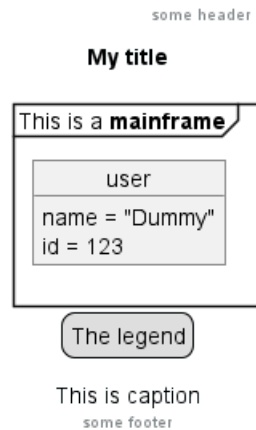 some header
My title
This is a mainframe
user
name = "Dummy"
id = 123
The legend
This is caption
some footer